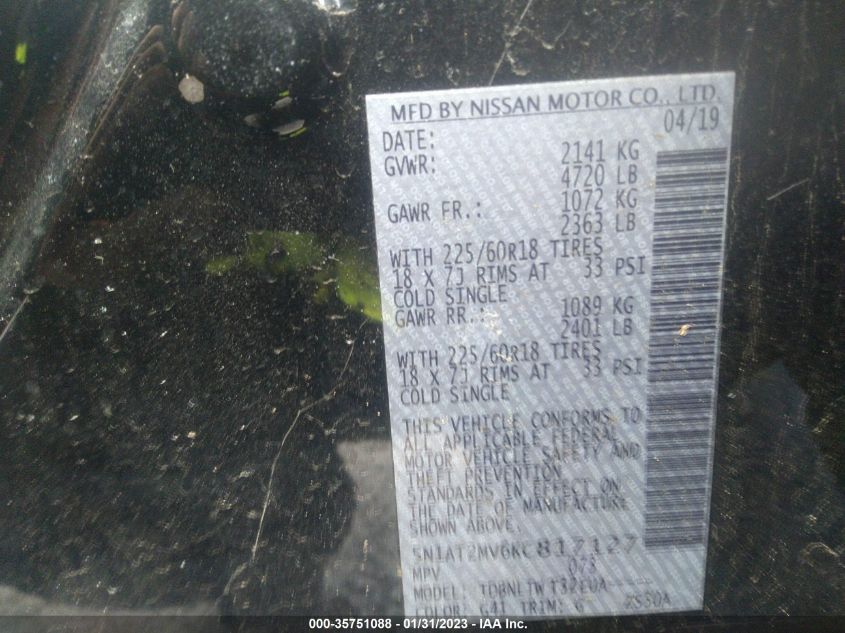 MFD BY NISSAN MOTOR CO., LTD.
DATE: 04/19
GVWR: 2141 KG
4720 LB
GAWR FR.: 1072 KG
2363 LB
WITH 225/60R18 TIRES
18 X 7J RIMS AT 33 PSI
COLD SINGLE
GAWR RR.: 1089 KG
2401 LB
WITH 225/60R18 TIRES
18 X 7J RIMS AT 33 PSI
COLD SINGLE
THIS VEHICLE CONFORMS TO
ALL APPLICABLE FEDERAL
MOTOR VEHICLE SAFETY AND
THEFT PREVENTION
STANDARDS IN EFFECT ON
THE DATE OF MANUFACTURE
SHOWN ABOVE.
5N1AT2MV6KC817127
MPV 073
MODEL:
COLOR: G41 TRIM: G
000-35751088 - 01/31/2023 - IAA Inc.